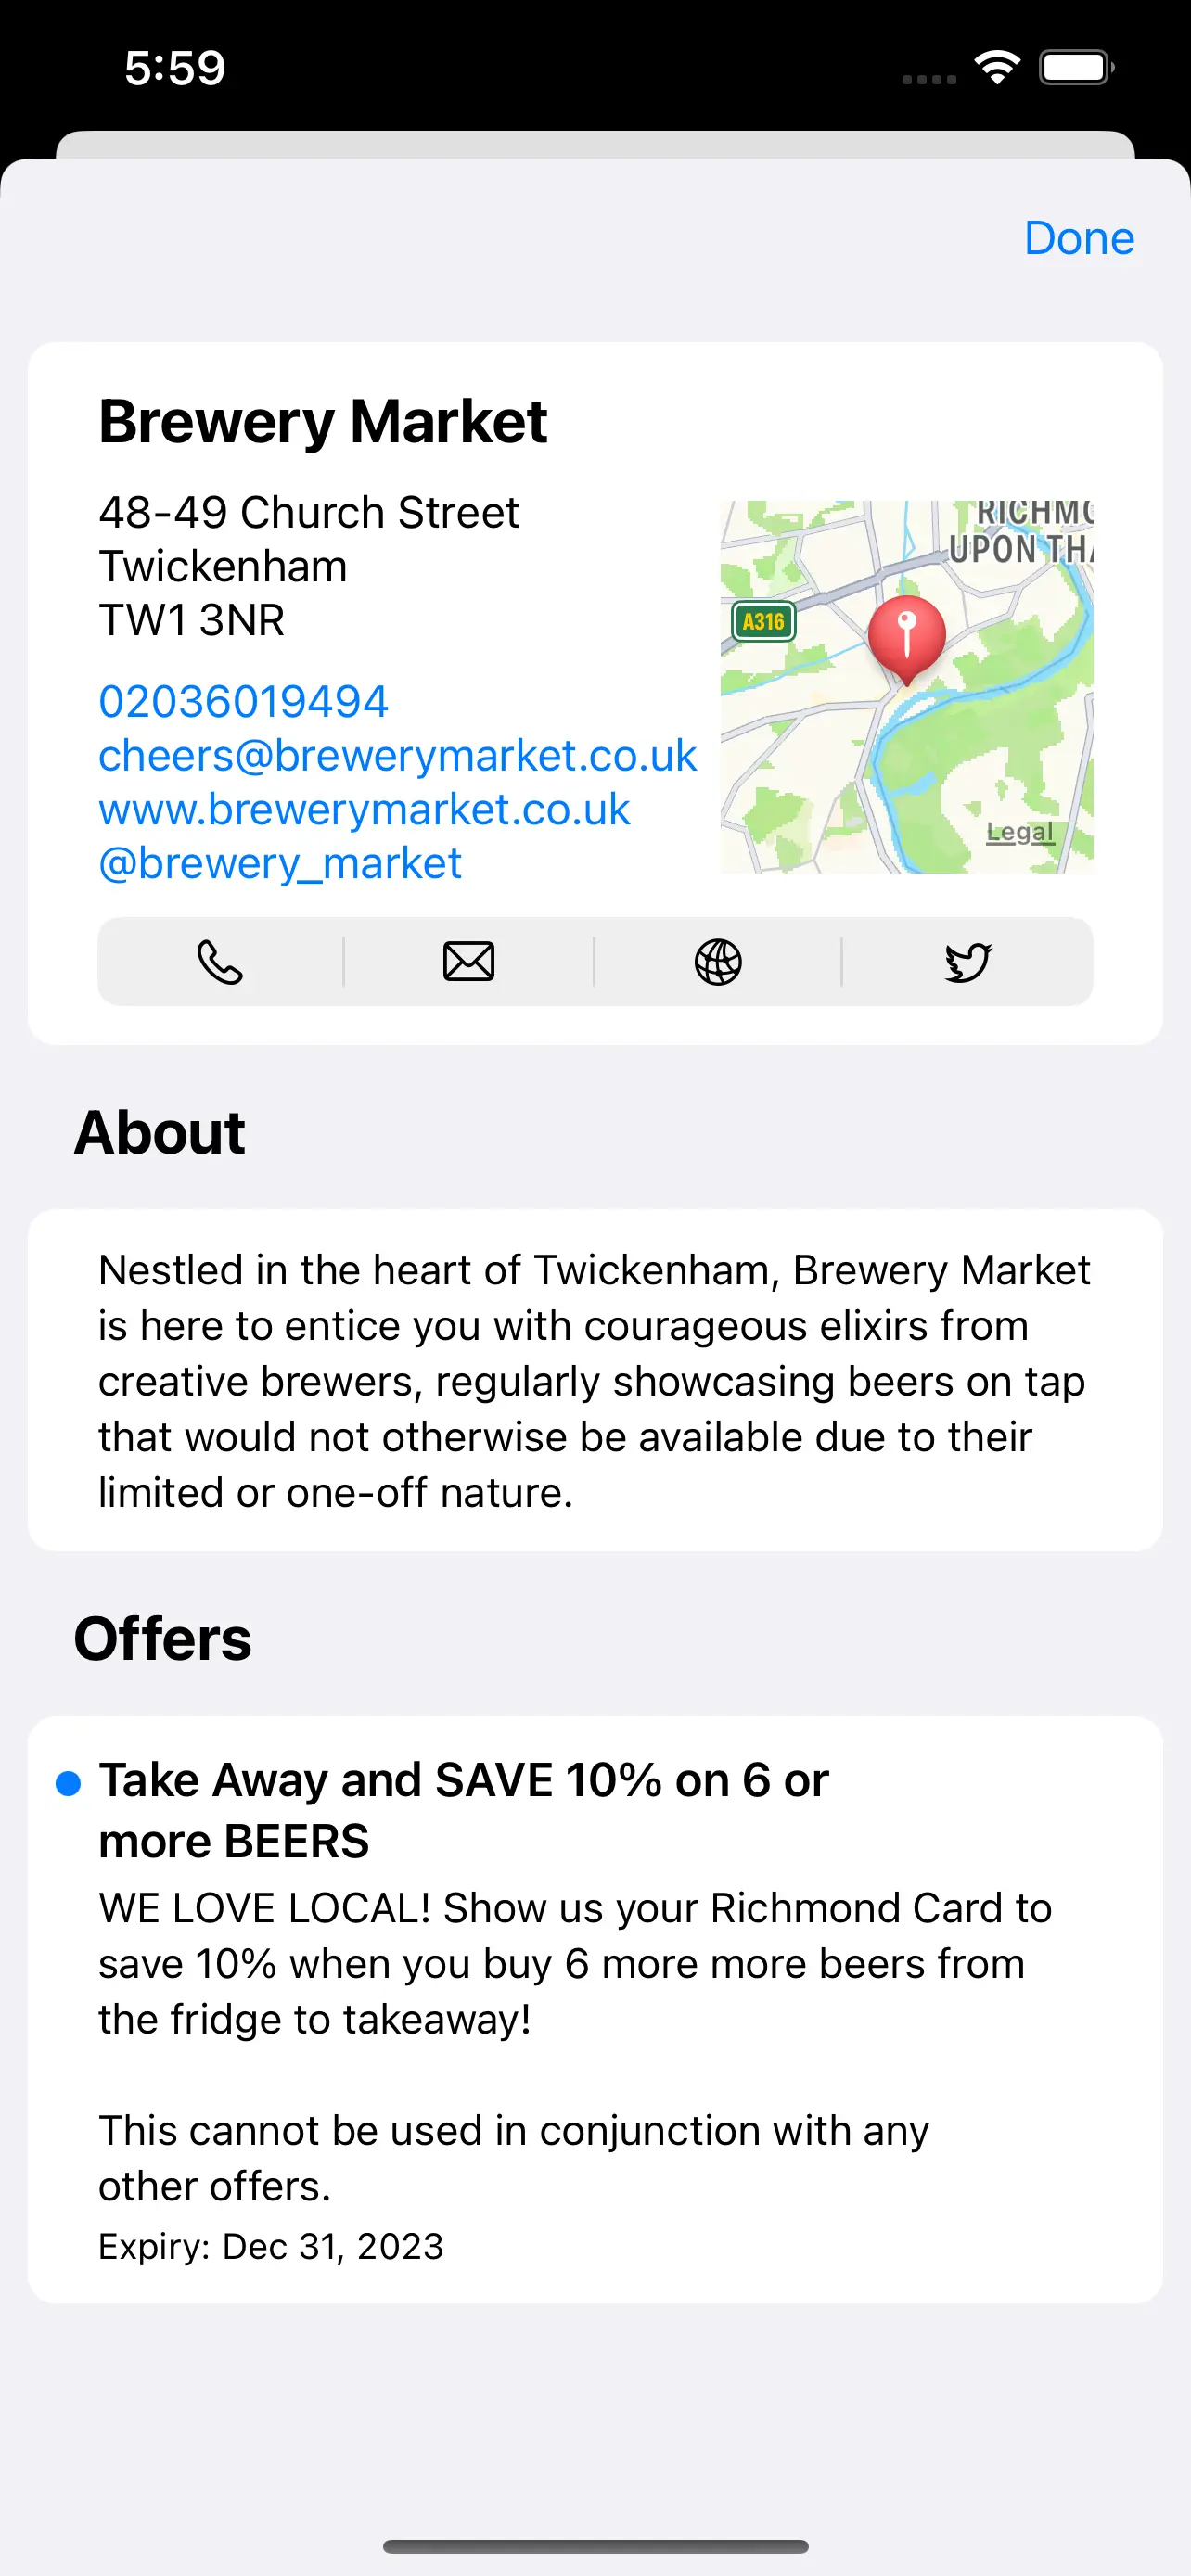 5:59
Done
Brewery Market
48-49 Church Street
Twickenham
TW1 3NR
02036019494
cheers@brewerymarket.co.uk
www.brewerymarket.co.uk
@brewery_market
RICHMO
UPON THA
A316
Legal
About
Nestled in the heart of Twickenham, Brewery Market
is here to entice you with courageous elixirs from
creative brewers, regularly showcasing beers on tap
that would not otherwise be available due to their
limited or one-off nature.
Offers
Take Away and SAVE 10% on 6 or
more BEERS
WE LOVE LOCAL! Show us your Richmond Card to
save 10% when you buy 6 more more beers from
the fridge to takeaway!
This cannot be used in conjunction with any
other offers.
Expiry: Dec 31, 2023